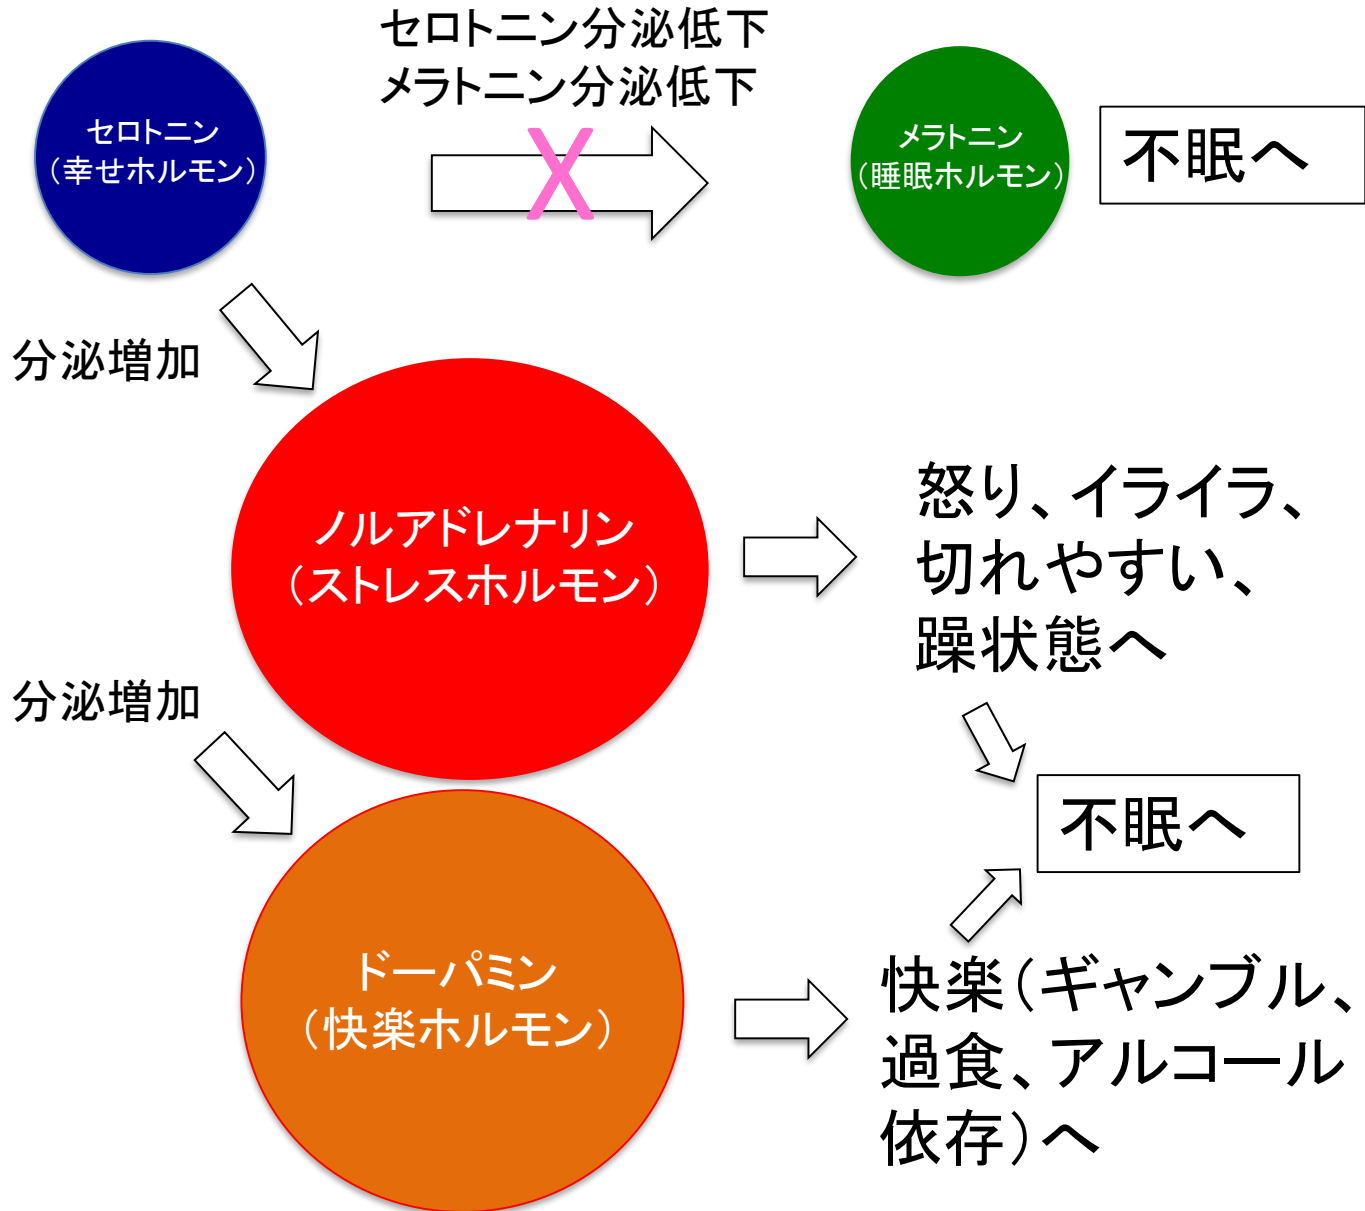 セロトニン分泌低下
メラトニン分泌低下
セロトニン
（幸せホルモン）
X
メラトニン
（睡眠ホルモン）
不眠へ
分泌増加
ノルアドレナリン
（ストレスホルモン）
怒り、イライラ、
切れやすい、
躁状態へ
分泌増加
不眠へ
ドーパミン
（快楽ホルモン）
快楽（ギャンブル、
過食、アルコール
依存）へ